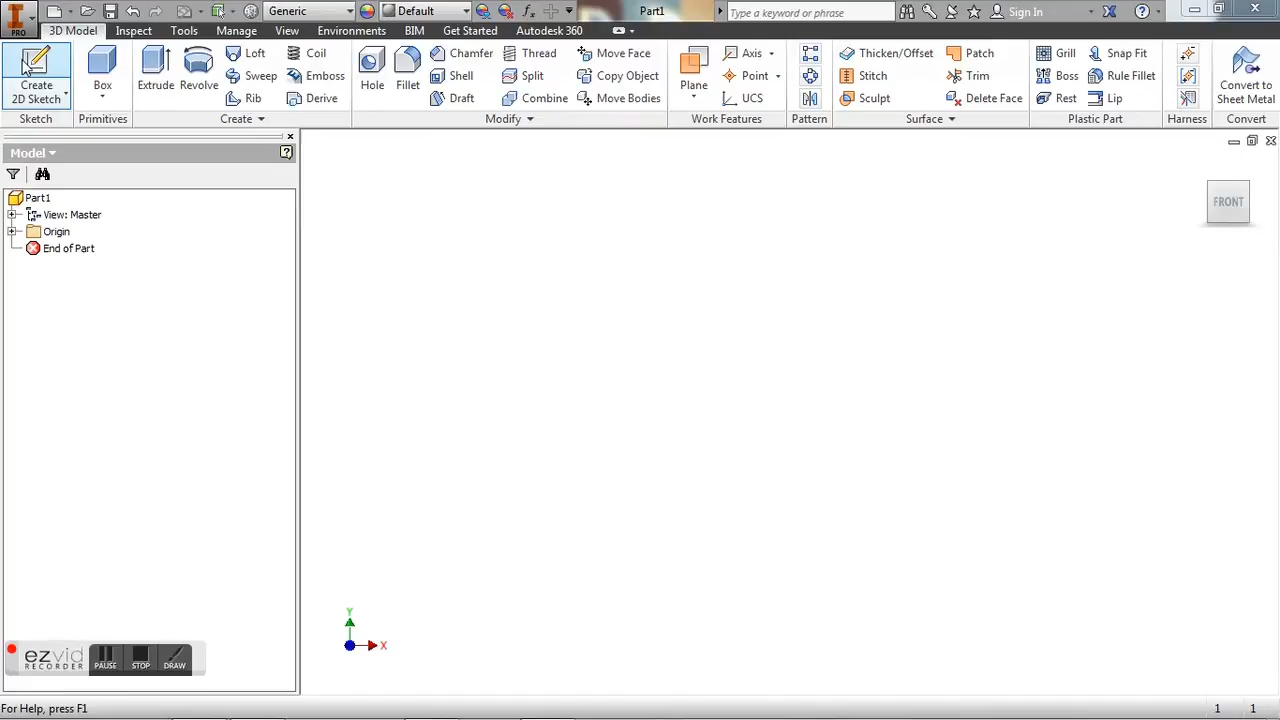 PRO Generic Default Part1 Type a keyword or phrase Sign In
3D Model Inspect Tools Manage View Environments BIM Get Started Autodesk 360
Create
2D Sketch
Box
Extrude Revolve
Loft Coil
Sweep Emboss
Rib Derive
Hole Fillet
Chamfer Thread Move Face
Shell Split Copy Object
Draft Combine Move Bodies
Plane
Axis
Point
UCS
Thicken/Offset Patch
Stitch Trim
Sculpt Delete Face
Grill Snap Fit
Boss Rule Fillet
Rest Lip
Convert to
Sheet Metal
Sketch Primitives Create Modify Work Features Pattern Surface Plastic Part Harness Convert
Model
Part1
View: Master
Origin
End of Part
FRONT
Y
X
ezvid
RECORDER
PAUSE STOP DRAW
For Help, press F1 1 1